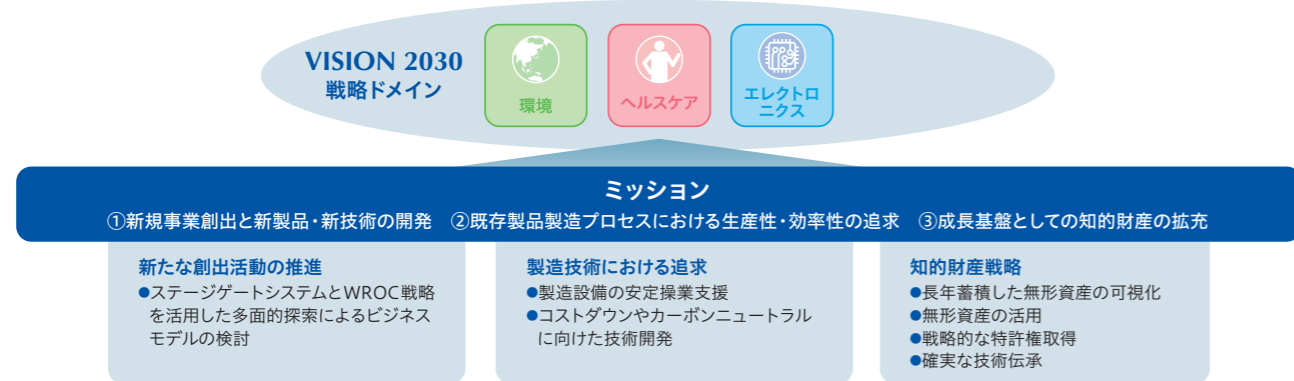 VISION 2030
戦略ドメイン
環境
ヘルスケア
エレクトロ
ニクス
ミッション
①新規事業創出と新製品・新技術の開発 ②既存製品製造プロセスにおける生産性・効率性の追求 ③成長基盤としての知的財産の拡充
新たな創出活動の推進
●ステージゲートシステムとWROC戦略
を活用した多面的探索によるビジネス
モデルの検討
製造技術における追求
●製造設備の安定操業支援
●コストダウンやカーボンニュートラル
に向けた技術開発
知的財産戦略
●長年蓄積した無形資産の可視化
●無形資産の活用
●戦略的な特許権取得
●確実な技術伝承